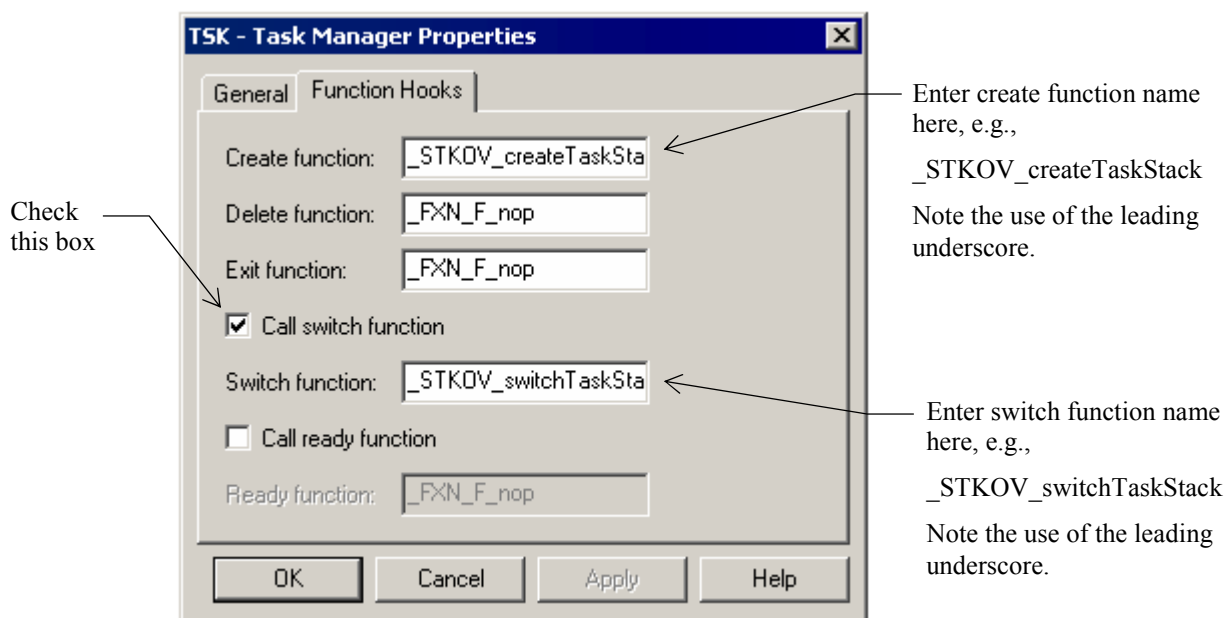 TSK - Task Manager Properties
General
Function Hooks
Create function:
_STKOV_createTaskSta
Delete function:
_FXN_F_nop
Exit function:
_FXN_F_nop
Call switch function
Switch function:
_STKOV_switchTaskSta
Call ready function
Ready function:
_FXN_F_nop
OK
Cancel
Apply
Help
Check
this box
Enter create function name
here, e.g.,
_STKOV_createTaskStack
Note the use of the leading
underscore.
Enter switch function name
here, e.g.,
_STKOV_switchTaskStack
Note the use of the leading
underscore.